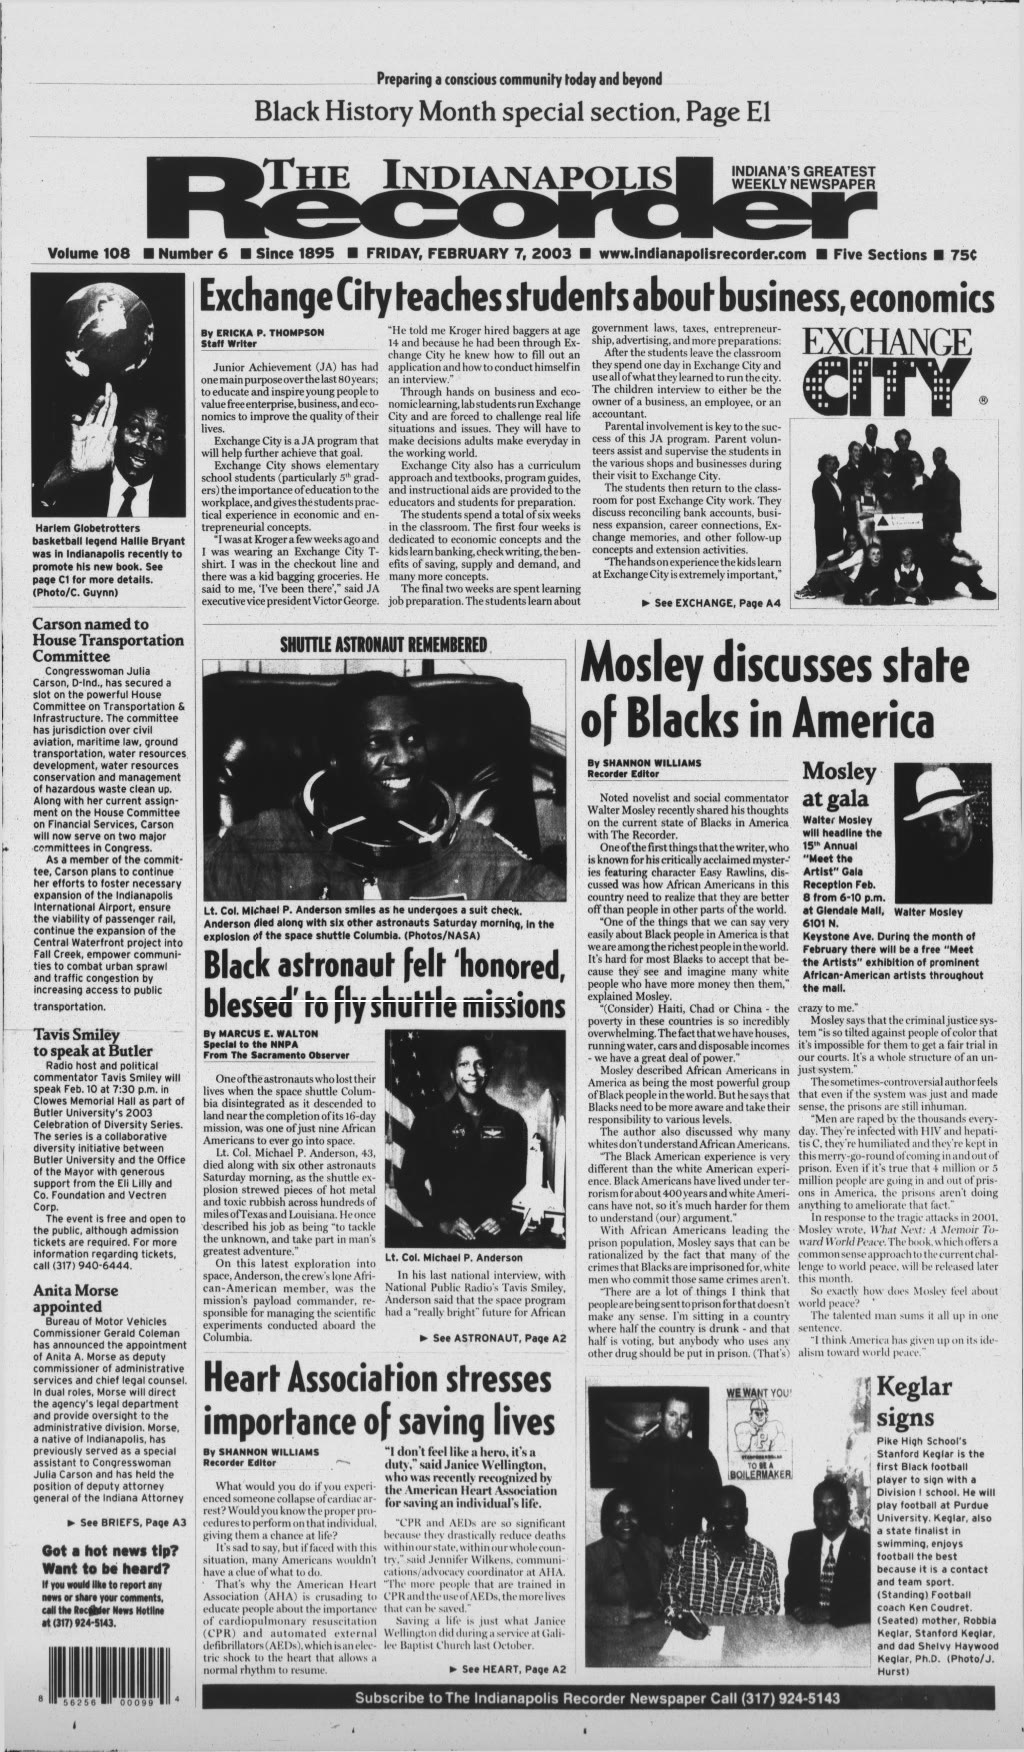 Preparing a conscious community today and beyond
Black History Month special section, Page E1
THE INDIANAPOLIS
Recorder
INDIANA'S GREATEST
WEEKLY NEWSPAPER
Volume 108 ■ Number 6 ■ Since 1895 ■ FRIDAY, FEBRUARY 7, 2003 ■ www.indianapolisrecorder.com ■ Five Sections ■ 75¢
Harlem Globetrotters
basketball legend Hallie Bryant
was in Indianapolis recently to
promote his new book. See
page C1 for more details.
(Photo/C. Guynn)
Carson named to
House Transportation
Committee
Congresswoman Julia
Carson, D-Ind., has secured a
slot on the powerful House
Committee on Transportation &
Infrastructure. The committee
has jurisdiction over civil
aviation, maritime law, ground
transportation, water resources
development, water resources
conservation and management
of hazardous waste clean up.
Along with her current assign-
ment on the House Committee
on Financial Services, Carson
will now serve on two major
committees in Congress.
As a member of the commit-
tee, Carson plans to continue
her efforts to foster necessary
expansion of the Indianapolis
International Airport, ensure
the viability of passenger rail,
continue the expansion of the
Central Waterfront project into
Fall Creek, empower communi-
ties to combat urban sprawl
and traffic congestion by
increasing access to public
transportation.
Tavis Smiley
to speak at Butler
Radio host and political
commentator Tavis Smiley will
speak Feb. 10 at 7:30 p.m. in
Clowes Memorial Hall as part of
Butler University's 2003
Celebration of Diversity Series.
The series is a collaborative
diversity initiative between
Butler University and the Office
of the Mayor with generous
support from the Eli Lilly and
Co. Foundation and Vectren
Corp.
The event is free and open to
the public, although admission
tickets are required. For more
information regarding tickets,
call (317) 940-6444.
Anita Morse
appointed
Bureau of Motor Vehicles
Commissioner Gerald Coleman
has announced the appointment
of Anita A. Morse as deputy
commissioner of administrative
services and chief legal counsel.
In dual roles, Morse will direct
the agency's legal department
and provide oversight to the
administrative division. Morse,
a native of Indianapolis, has
previously served as a special
assistant to Congresswoman
Julia Carson and has held the
position of deputy attorney
general of the Indiana Attorney
► See BRIEFS, Page A3
Got a hot news tip?
Want to be heard?
If you would like to report any
news or share your comments,
call the Recorder News Hotline
at (317) 924-5143.
8 56256 00099 4
Exchange City teaches students about business, economics
By ERICKA P. THOMPSON
Staff Writer
Junior Achievement (JA) has had
one main purpose over the last 80 years;
to educate and inspire young people to
value free enterprise, business, and eco-
nomics to improve the quality of their
lives.
Exchange City is a JA program that
will help further achieve that goal.
Exchange City shows elementary
school students (particularly 5th grad-
ers) the importance of education to the
workplace, and gives the students prac-
tical experience in economic and en-
trepreneurial concepts.
"I was at Kroger a few weeks ago and
I was wearing an Exchange City T-
shirt. I was in the checkout line and
there was a kid bagging groceries. He
said to me, 'I've been there'," said JA
executive vice president Victor George.
"He told me Kroger hired baggers at age
14 and because he had been through Ex-
change City he knew how to fill out an
application and how to conduct himself in
an interview."
Through hands on business and eco-
nomic learning, lab students run Exchange
City and are forced to challenge real life
situations and issues. They will have to
make decisions adults make everyday in
the working world.
Exchange City also has a curriculum
approach and textbooks, program guides,
and instructional aids are provided to the
educators and students for preparation.
The students spend a total of six weeks
in the classroom. The first four weeks is
dedicated to economic concepts and the
kids learn banking, check writing, the ben-
efits of saving, supply and demand, and
many more concepts.
The final two weeks are spent learning
job preparation. The students learn about
government laws, taxes, entrepreneur-
ship, advertising, and more preparations.
After the students leave the classroom
they spend one day in Exchange City and
use all of what they learned to run the city.
The children interview to either be the
owner of a business, an employee, or an
accountant.
Parental involvement is key to the suc-
cess of this JA program. Parent volun-
teers assist and supervise the students in
the various shops and businesses during
their visit to Exchange City.
The students then return to the class-
room for post Exchange City work. They
discuss reconciling bank accounts, busi-
ness expansion, career connections, Ex-
change memories, and other follow-up
concepts and extension activities.
"The hands on experience the kids learn
at Exchange City is extremely important,"
► See EXCHANGE, Page A4
EXCHANGE
CITY ®
SHUTTLE ASTRONAUT REMEMBERED
Lt. Col. Michael P. Anderson smiles as he undergoes a suit check.
Anderson died along with six other astronauts Saturday morning, in the
explosion of the space shuttle Columbia. (Photos/NASA)
Black astronaut felt 'honored,
blessed' to fly shuttle missions
By MARCUS E. WALTON
Special to the NNPA
From The Sacramento Observer
One of the astronauts who lost their
lives when the space shuttle Colum-
bia disintegrated as it descended to
land near the completion of its 16-day
mission, was one of just nine African
Americans to ever go into space.
Lt. Col. Michael P. Anderson, 43,
died along with six other astronauts
Saturday morning, as the shuttle ex-
plosion strewed pieces of hot metal
and toxic rubbish across hundreds of
miles of Texas and Louisiana. He once
described his job as being "to tackle
the unknown, and take part in man's
greatest adventure."
On this latest exploration into
space, Anderson, the crew's lone Afri-
can-American member, was the
mission's payload commander, re-
sponsible for managing the scientific
experiments conducted aboard the
Columbia.
Lt. Col. Michael P. Anderson
In his last national interview, with
National Public Radio's Tavis Smiley,
Anderson said that the space program
had a "really bright" future for African
► See ASTRONAUT, Page A2
Mosley discusses state
of Blacks in America
By SHANNON WILLIAMS
Recorder Editor
Noted novelist and social commentator
Walter Mosley recently shared his thoughts
on the current state of Blacks in America
with The Recorder.
One of the first things that the writer, who
is known for his critically acclaimed myster-
ies featuring character Easy Rawlins, dis-
cussed was how African Americans in this
country need to realize that they are better
off than people in other parts of the world.
"One of the things that we can say very
easily about Black people in America is that
we are among the richest people in the world.
It's hard for most Blacks to accept that be-
cause they see and imagine many white
people who have more money then them,"
explained Mosley.
"(Consider) Haiti, Chad or China - the
poverty in these countries is so incredibly
overwhelming. The fact that we have houses,
running water, cars and disposable incomes
- we have a great deal of power."
Mosley described African Americans in
America as being the most powerful group
of Black people in the world. But he says that
Blacks need to be more aware and take their
responsibility to various levels.
The author also discussed why many
whites don't understand African Americans.
"The Black American experience is very
different than the white American experi-
ence. Black Americans have lived under ter-
rorism for about 400 years and white Ameri-
cans have not, so it's much harder for them
to understand (our) argument."
With African Americans leading the
prison population, Mosley says that can be
rationalized by the fact that many of the
crimes that Blacks are imprisoned for, white
men who commit those same crimes aren't.
"There are a lot of things I think that
people are being sent to prison for that doesn't
make any sense. I'm sitting in a country
where half the country is drunk - and that
half is voting, but anybody who uses any
other drug should be put in prison. (That's)
Mosley
at gala
Walter Mosley
will headline the
15th Annual
"Meet the
Artist" Gala
Reception Feb.
8 from 6-10 p.m.
at Glendale Mall,
6101 N.
Keystone Ave. During the month of
February there will be a free "Meet
the Artists" exhibition of prominent
African-American artists throughout
the mall.
Walter Mosley
crazy to me."
Mosley says that the criminal justice sys-
tem "is so tilted against people of color that
it's impossible for them to get a fair trial in
our courts. It's a whole structure of an un-
just system."
The sometimes-controversial author feels
that even if the system was just and made
sense, the prisons are still inhuman.
"Men are raped by the thousands every-
day. They're infected with HIV and hepati-
tis C, they're humiliated and they're kept in
this merry-go-round of coming in and out of
prison. Even if it's true that 4 million or 5
million people are going in and out of pris-
ons in America, the prisons aren't doing
anything to ameliorate that fact."
In response to the tragic attacks in 2001,
Mosley wrote, What Next: A Memoir To-
ward World Peace. The book, which offers a
common sense approach to the current chal-
lenge to world peace, will be released later
this month.
So exactly how does Mosley feel about
world peace?
The talented man sums it all up in one
sentence.
"I think America has given up on its ide-
alism toward world peace."
Heart Association stresses
importance of saving lives
By SHANNON WILLIAMS
Recorder Editor
What would you do if you experi-
enced someone collapse of cardiac ar-
rest? Would you know the proper pro-
cedures to perform on that individual,
giving them a chance at life?
It's sad to say, but if faced with this
situation, many Americans wouldn't
have a clue of what to do.
That's why the American Heart
Association (AHA) is crusading to
educate people about the importance
of cardiopulmonary resuscitation
(CPR) and automated external
defibrillators (AEDs), which is an elec-
tric shock to the heart that allows a
normal rhythm to resume.
"I don't feel like a hero, it's a
duty," said Janice Wellington,
who was recently recognized by
the American Heart Association
for saving an individual's life.
"CPR and AEDs are so significant
because they drastically reduce deaths
within our state, within our whole coun-
try," said Jennifer Wilkens, communi-
cations/advocacy coordinator at AHA.
"The more people that are trained in
CPR and the use of AEDs, the more lives
that can be saved."
Saving a life is just what Janice
Wellington did during a service at Gali-
lee Baptist Church last October.
► See HEART, Page A2
WE WANT YOU!
TO BE A
BOILERMAKER
Keglar
signs
Pike High School's
Stanford Keglar is the
first Black football
player to sign with a
Division I school. He will
play football at Purdue
University. Keglar, also
a state finalist in
swimming, enjoys
football the best
because it is a contact
and team sport.
(Standing) Football
coach Ken Coudret.
(Seated) mother, Robbia
Keglar, Stanford Keglar,
and dad Shelvy Haywood
Keglar, Ph.D. (Photo/J.
Hurst)
Subscribe to The Indianapolis Recorder Newspaper Call (317) 924-5143